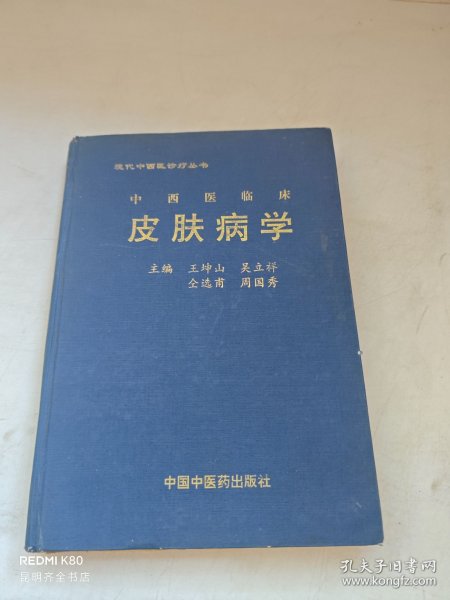 现代中西医诊疗丛书
中西医临床
皮肤病学
主编 王坤山 吴立祥
仝选甫 周国秀
中国中医药出版社
REDMI K80
昆明齐全书店
孔夫子旧书网
www.kongfz.com